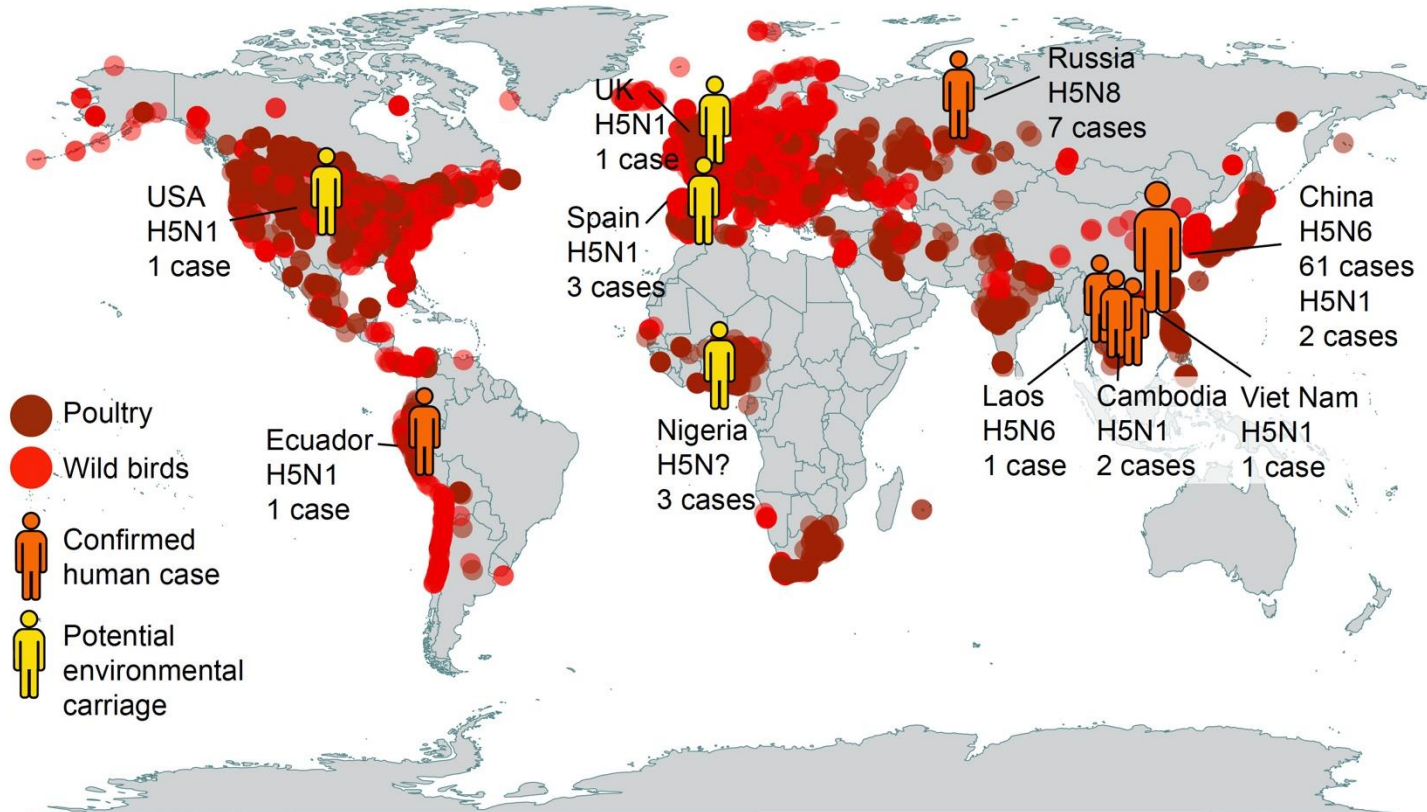 Russia
H5N8
7 cases
UK
H5N1
1 case
USA
H5N1
1 case
Spain
H5N1
3 cases
China
H5N6
61 cases
H5N1
2 cases
Laos
H5N6
1 case
Cambodia
H5N1
2 cases
Viet Nam
H5N1
1 case
Nigeria
H5N?
3 cases
Ecuador
H5N1
1 case
Poultry
Wild birds
Confirmed
human case
Potential
environmental
carriage